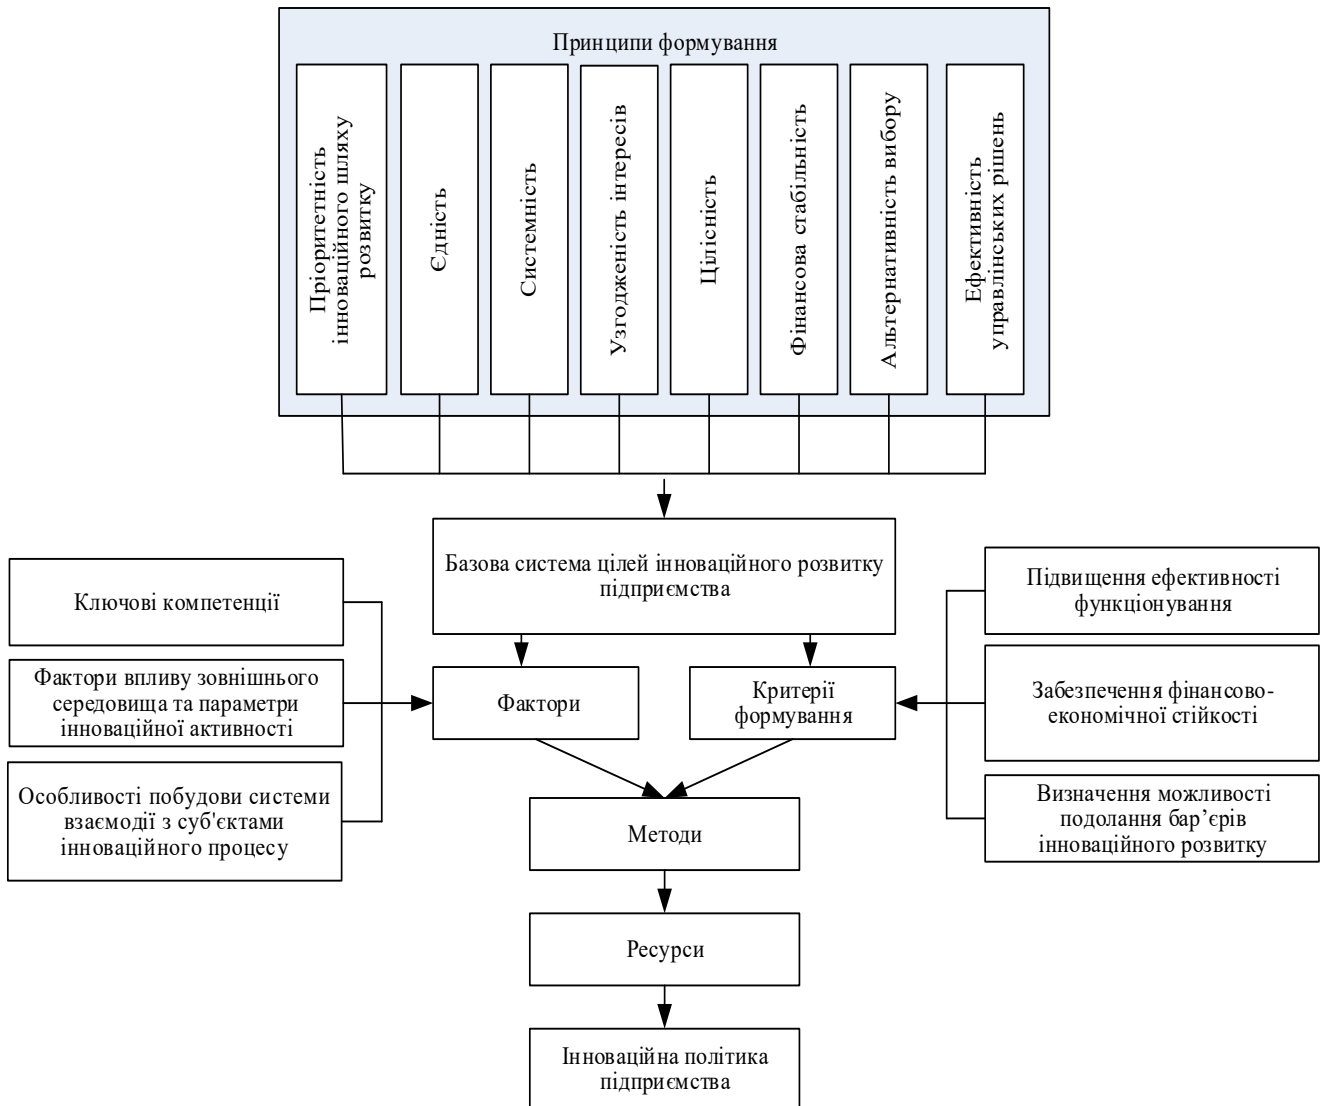 Принципи формування
Пріоритетність
інноваційного шляху
розвитку
Єдність
Системність
Узгодженість інтересів
Цілісність
Фінансова стабільність
Альтернативність вибору
Ефективність
управлінських рішень
Базова система цілей інноваційного розвитку
підприємства
Ключові компетенції
Фактори впливу зовнішнього
середовища та параметри
інноваційної активності
Особливості побудови системи
взаємодії з суб'єктами
інноваційного процесу
Фактори
Критерії
формування
Підвищення ефективності
функціонування
Забезпечення фінансово-
економічної стійкості
Визначення можливості
подолання бар’єрів
інноваційного розвитку
Методи
Ресурси
Інноваційна політика
підприємства